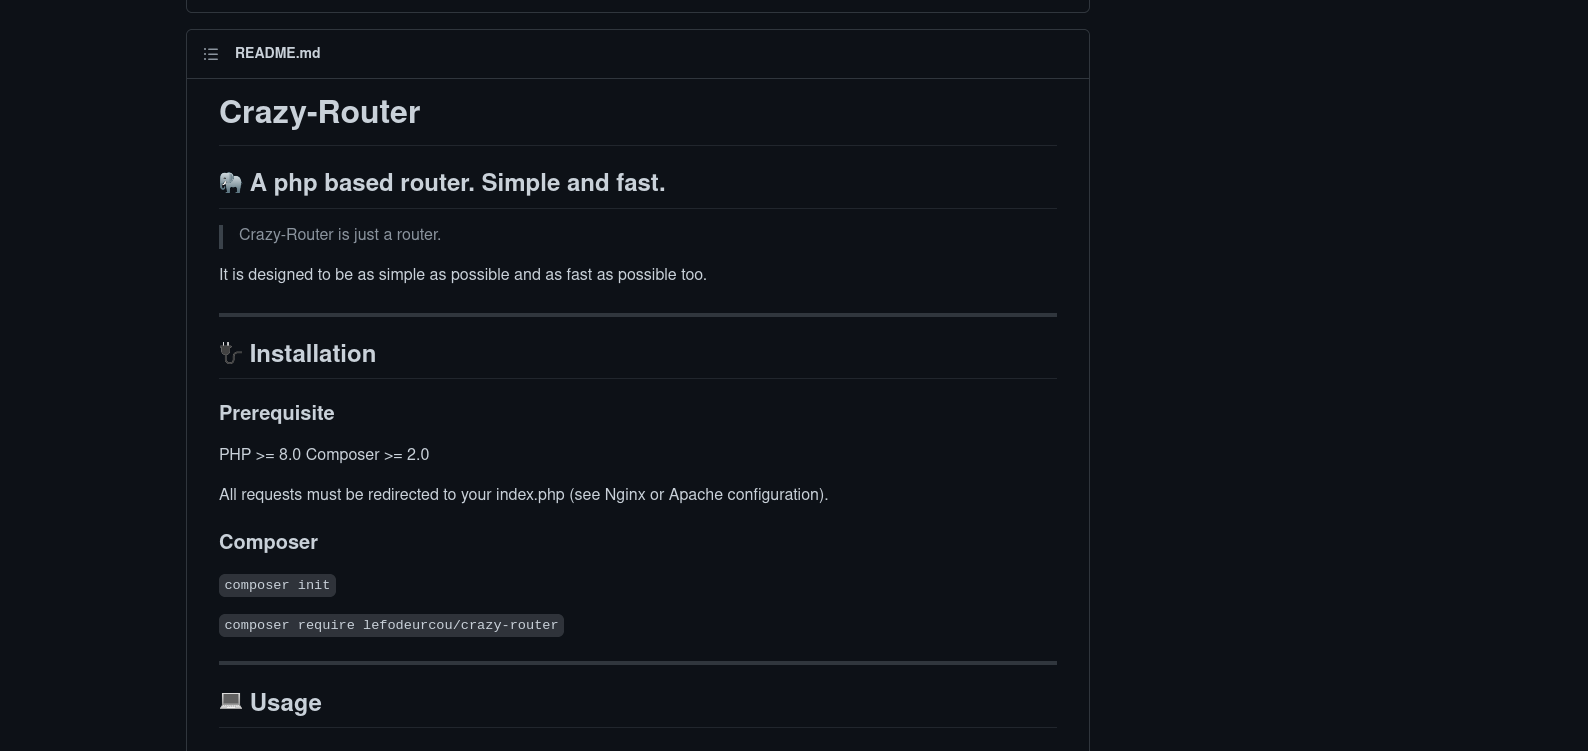 README.md
Crazy-Router
A php based router. Simple and fast.
Crazy-Router is just a router.
It is designed to be as simple as possible and as fast as possible too.
Installation
Prerequisite
PHP >= 8.0 Composer >= 2.0
All requests must be redirected to your index.php (see Nginx or Apache configuration).
Composer
composer init
composer require lefodeurcou/crazy-router
Usage